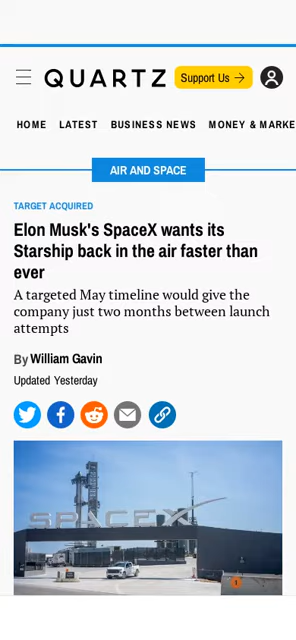 QUARTZ
Support Us
HOME LATEST BUSINESS NEWS MONEY & MARKE
AIR AND SPACE
TARGET ACQUIRED
Elon Musk's SpaceX wants its
Starship back in the air faster than
ever
A targeted May timeline would give the
company just two months between launch
attempts
By William Gavin
Updated Yesterday
SPACEX